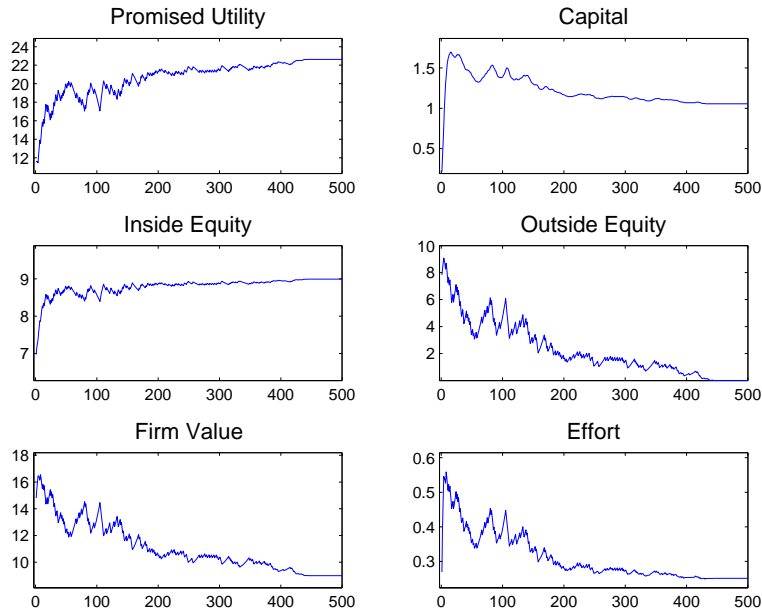 Promised Utility
24
22
20
18
16
14
12
0 100 200 300 400 500
Capital
1.5
1
0.5
0 100 200 300 400 500
Inside Equity
9
8
7
0 100 200 300 400 500
Outside Equity
10
8
6
4
2
0 100 200 300 400 500
Firm Value
18
16
14
12
10
0 100 200 300 400 500
Effort
0.6
0.5
0.4
0.3
0 100 200 300 400 500